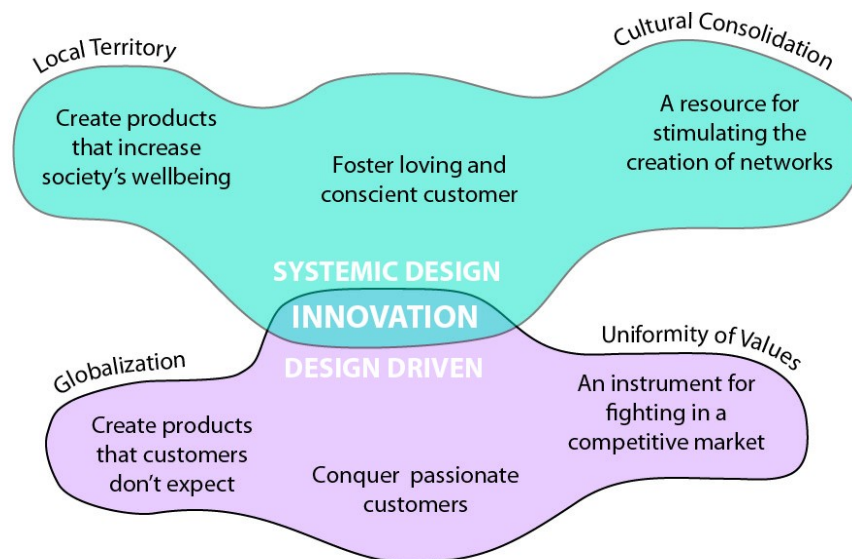 Local Territory
Cultural Consolidation
Create products
that increase
society's wellbeing
Foster loving and
conscient customer
A resource for
stimulating the
creation of networks
SYSTEMIC DESIGN
INNOVATION
DESIGN DRIVEN
Globalization
Uniformity of Values
Create products
that customers
don't expect
Conquer passionate
customers
An instrument for
fighting in a
competitive market